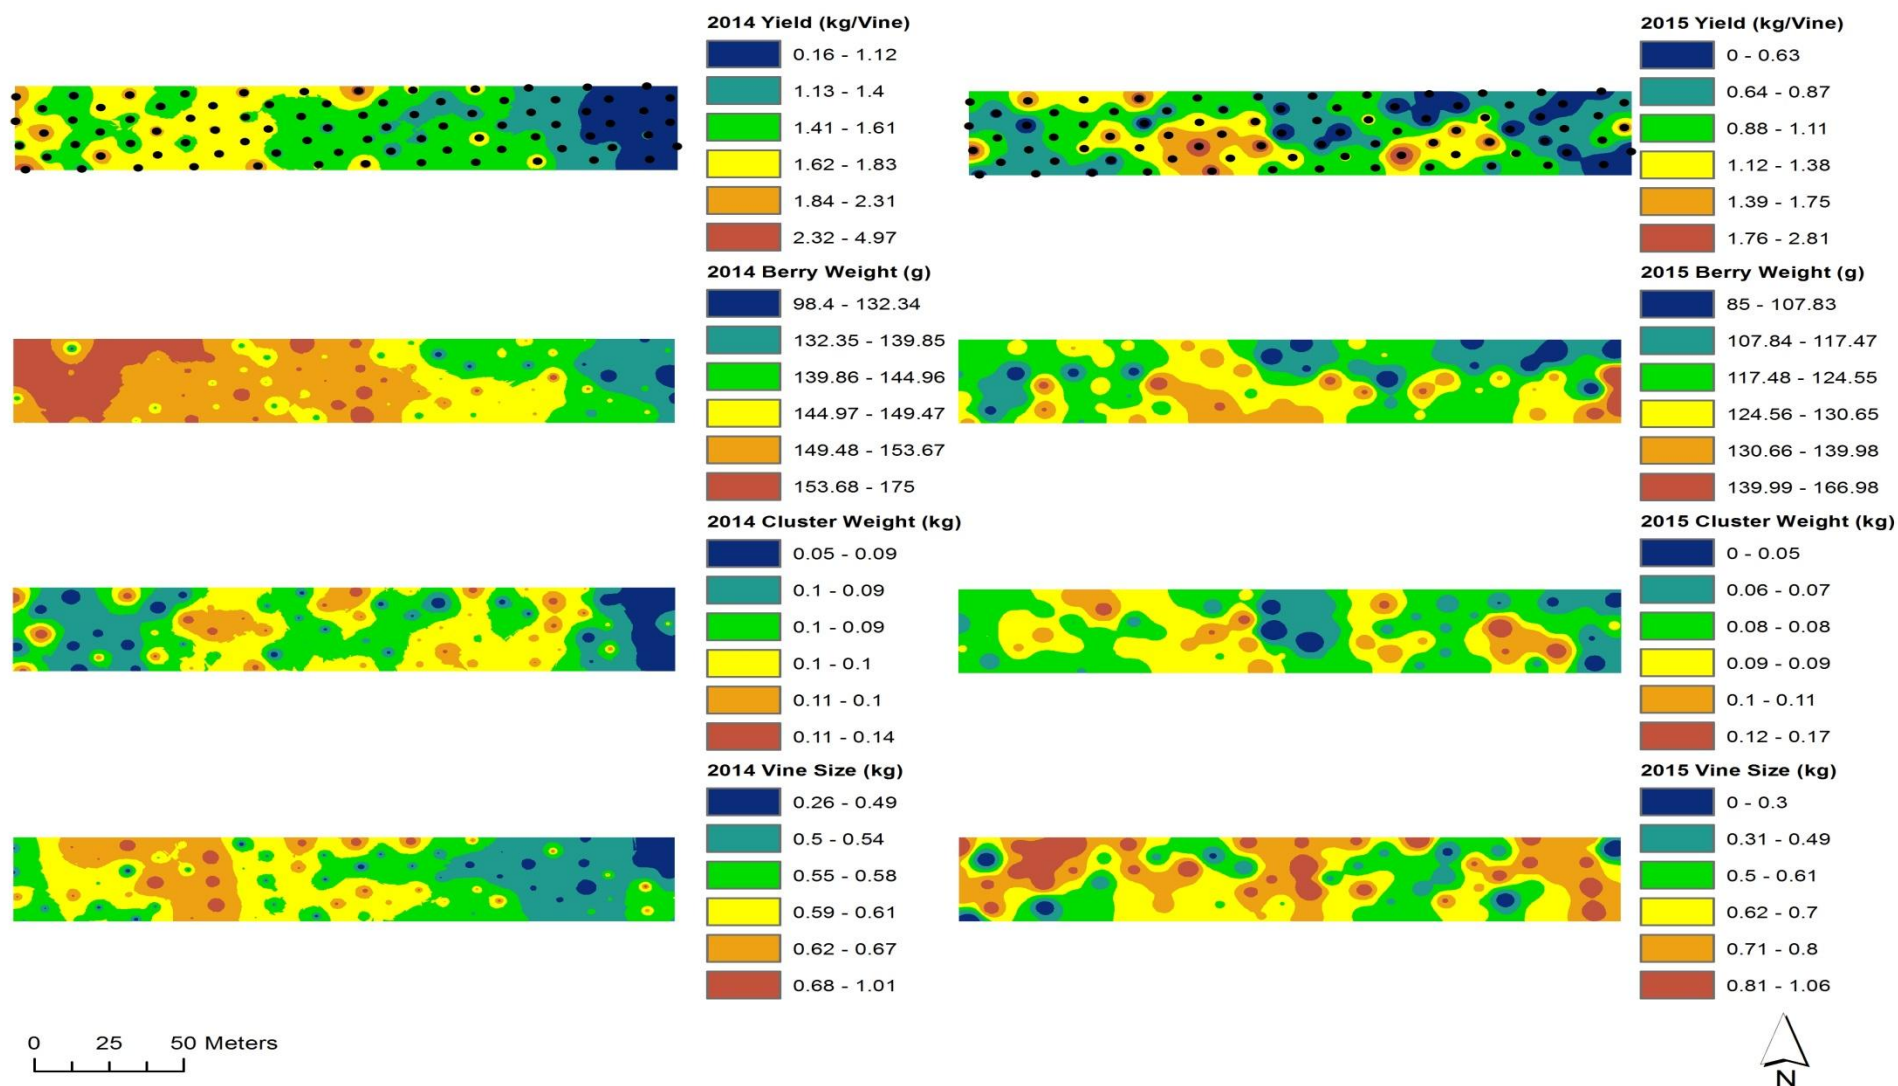 2014 Yield (kg/Vine)
0.16 - 1.12
1.13 - 1.4
1.41 - 1.61
1.62 - 1.83
1.84 - 2.31
2.32 - 4.97
2014 Berry Weight (g)
98.4 - 132.34
132.35 - 139.85
139.86 - 144.96
144.97 - 149.47
149.48 - 153.67
153.68 - 175
2014 Cluster Weight (kg)
0.05 - 0.09
0.1 - 0.09
0.1 - 0.09
0.1 - 0.1
0.11 - 0.1
0.11 - 0.14
2014 Vine Size (kg)
0.26 - 0.49
0.5 - 0.54
0.55 - 0.58
0.59 - 0.61
0.62 - 0.67
0.68 - 1.01
2015 Yield (kg/Vine)
0 - 0.63
0.64 - 0.87
0.88 - 1.11
1.12 - 1.38
1.39 - 1.75
1.76 - 2.81
2015 Berry Weight (g)
85 - 107.83
107.84 - 117.47
117.48 - 124.55
124.56 - 130.65
130.66 - 139.98
139.99 - 166.98
2015 Cluster Weight (kg)
0 - 0.05
0.06 - 0.07
0.08 - 0.08
0.09 - 0.09
0.1 - 0.11
0.12 - 0.17
2015 Vine Size (kg)
0 - 0.3
0.31 - 0.49
0.5 - 0.61
0.62 - 0.7
0.71 - 0.8
0.81 - 1.06
0 25 50 Meters
N